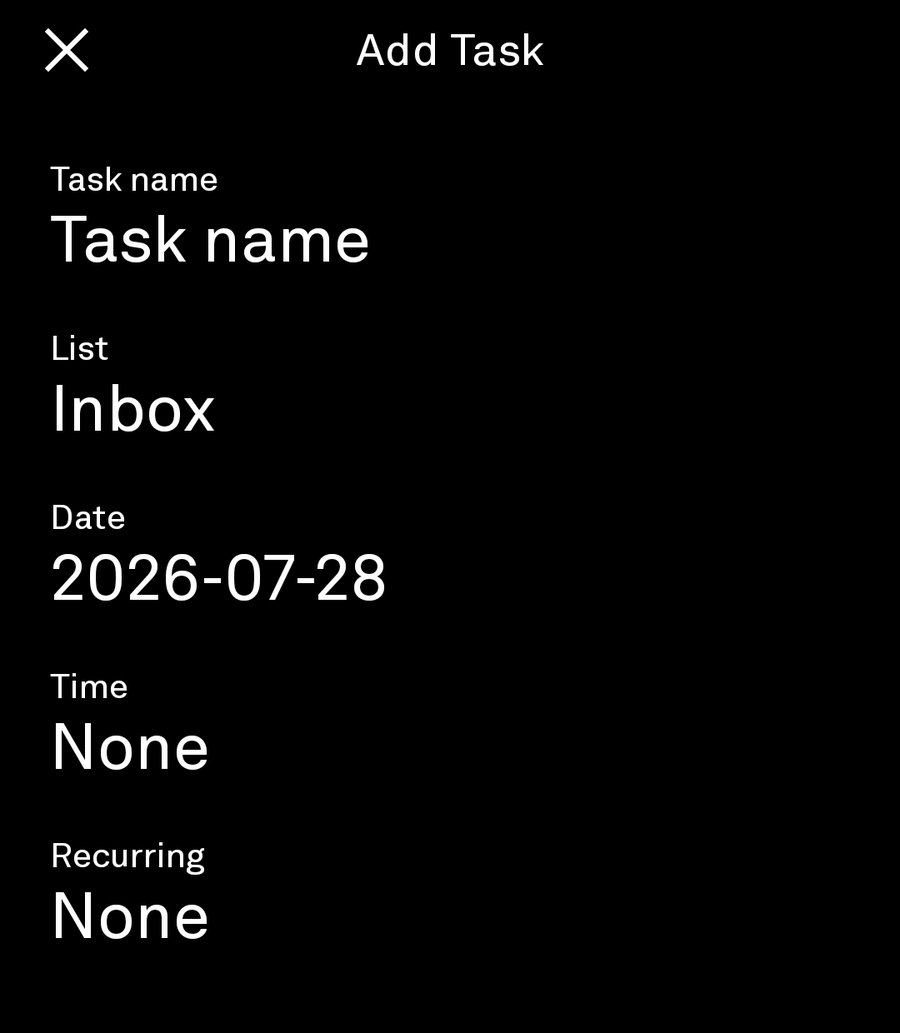 Add Task
Task name
Task name
List
Inbox
Date
2026-07-28
Time
None
Recurring
None